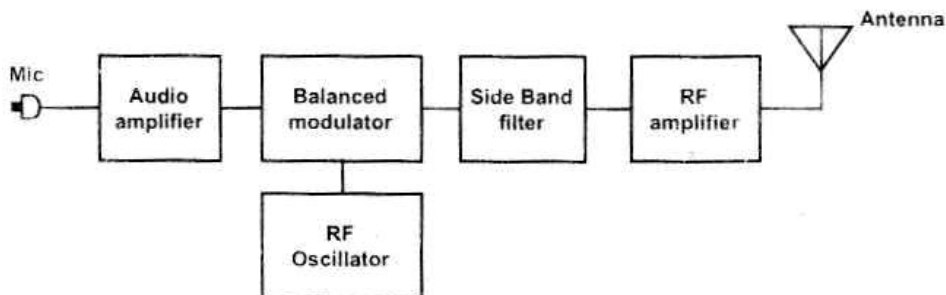 Antenna
Mic
Audio
amplifier
Balanced
modulator
Side Band
filter
RF
amplifier
RF
Oscillator